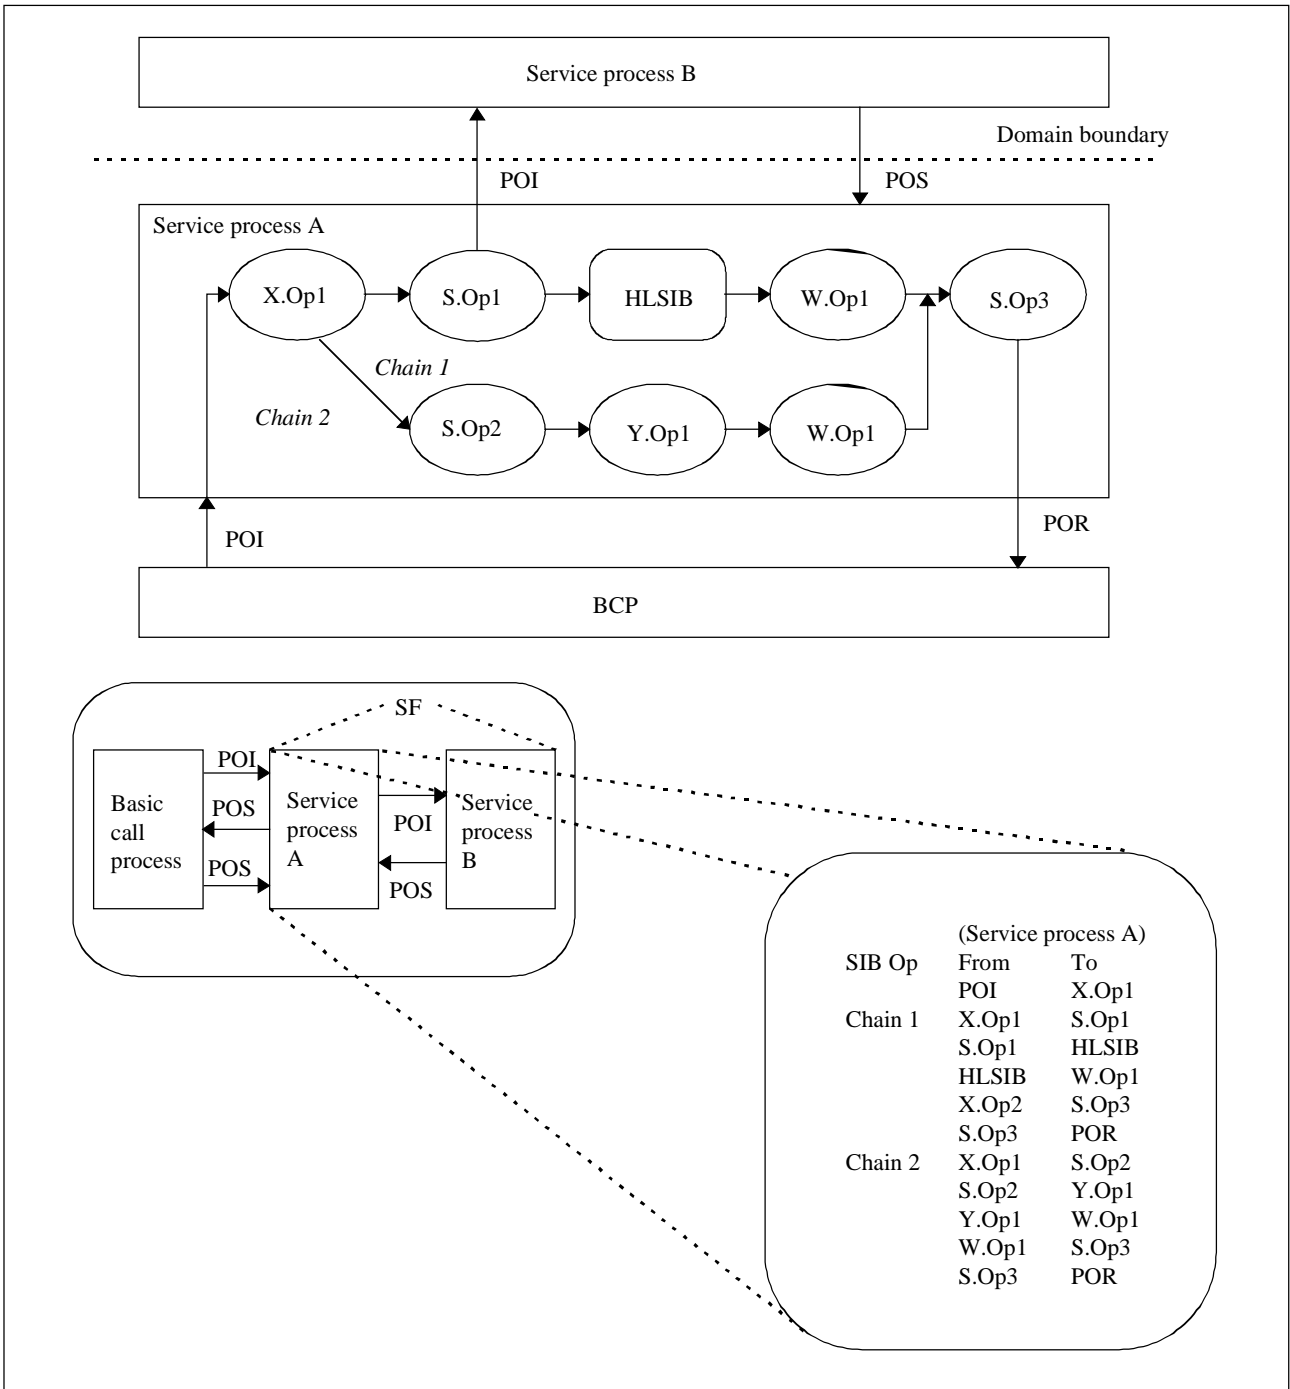 Service process B
Domain boundary
POI
POS
Service process A
X.Op1
S.Op1
HLSIB
W.Op1
S.Op3
Chain 1
Chain 2
S.Op2
Y.Op1
W.Op1
POI
POR
BCP
SF
POI
POS
POS
Basic
call
process
Service
process
A
POI
POS
Service
process
B
(Service process A)
SIB Op From To
POI X.Op1
Chain 1 X.Op1 S.Op1
S.Op1 HLSIB
HLSIB W.Op1
X.Op2 S.Op3
S.Op3 POR
Chain 2 X.Op1 S.Op2
S.Op2 Y.Op1
Y.Op1 W.Op1
W.Op1 S.Op3
S.Op3 POR